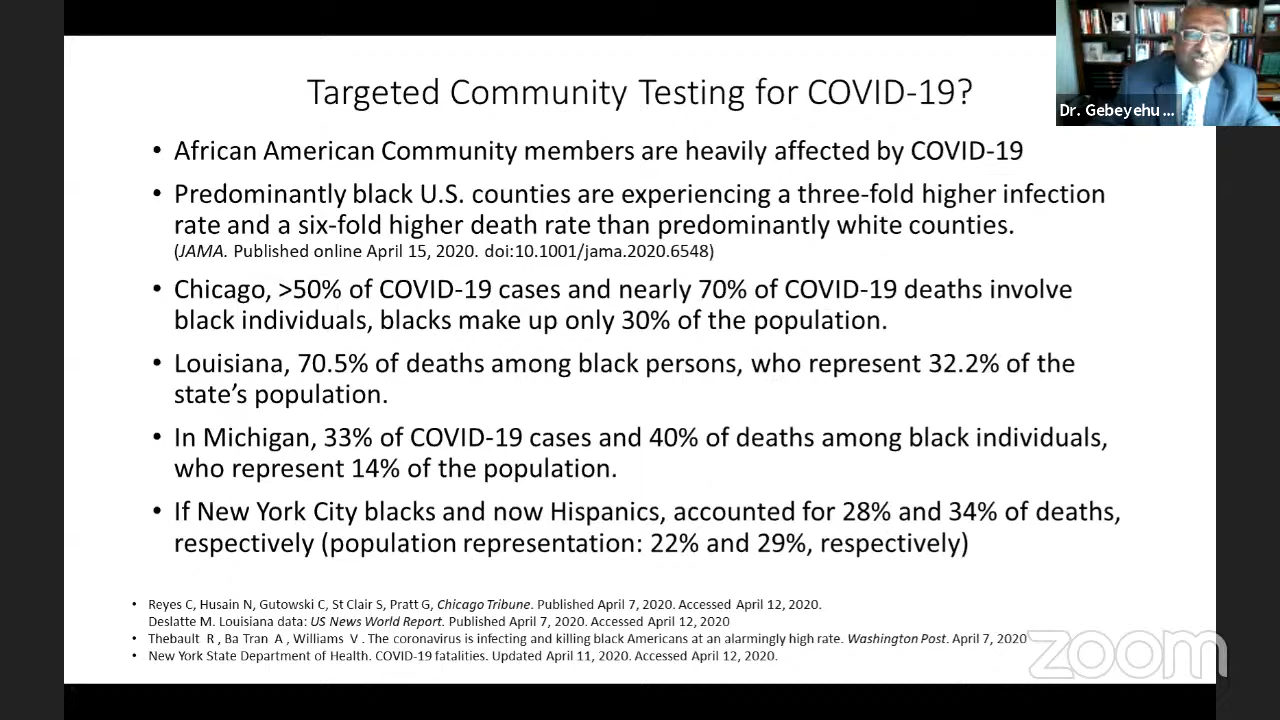 Targeted Community Testing for COVID-19?
Dr. Gebeyehu ...
• African American Community members are heavily affected by COVID-19
• Predominantly black U.S. counties are experiencing a three-fold higher infection
rate and a six-fold higher death rate than predominantly white counties.
(JAMA. Published online April 15, 2020. doi:10.1001/jama.2020.6548)
• Chicago, >50% of COVID-19 cases and nearly 70% of COVID-19 deaths involve
black individuals, blacks make up only 30% of the population.
• Louisiana, 70.5% of deaths among black persons, who represent 32.2% of the
state’s population.
• In Michigan, 33% of COVID-19 cases and 40% of deaths among black individuals,
who represent 14% of the population.
• If New York City blacks and now Hispanics, accounted for 28% and 34% of deaths,
respectively (population representation: 22% and 29%, respectively)
• Reyes C, Husain N, Gutowski C, St Clair S, Pratt G, Chicago Tribune. Published April 7, 2020. Accessed April 12, 2020.
Deslatte M. Louisiana data: US News World Report. Published April 7, 2020. Accessed April 12, 2020
• Thebault R , Ba Tran A , Williams V . The coronavirus is infecting and killing black Americans at an alarmingly high rate. Washington Post. April 7, 2020
• New York State Department of Health. COVID-19 fatalities. Updated April 11, 2020. Accessed April 12, 2020.
zoom